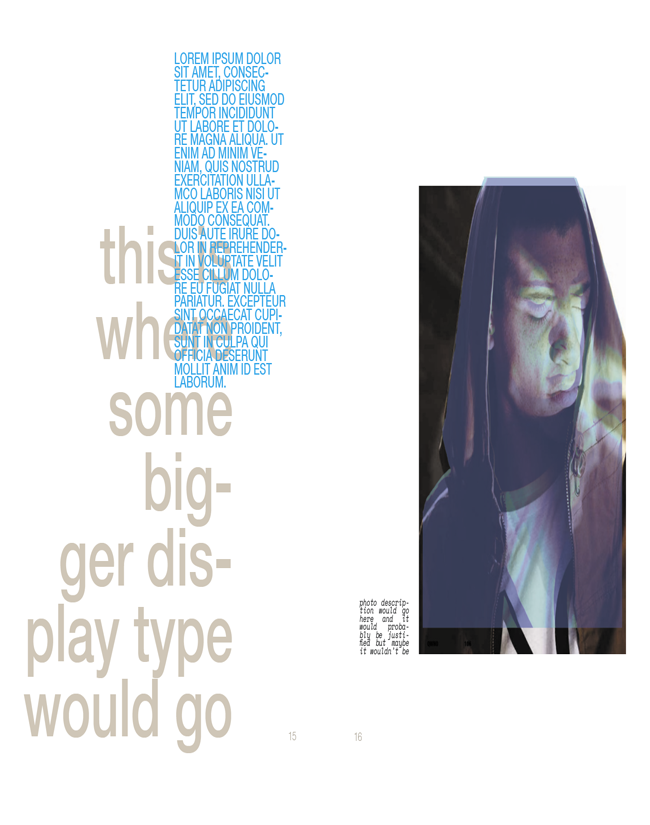 LOREM IPSUM DOLOR
SIT AMET, CONSEC-
TETUR ADIPISCING
ELIT, SED DO EIUSMOD
TEMPOR INCIDIDUNT
UT LABORE ET DOLO-
RE MAGNA ALIQUA. UT
ENIM AD MINIM VE-
NIAM, QUIS NOSTRUD
EXERCITATION ULLA-
MCO LABORIS NISI UT
ALIQUIP EX EA COM-
MODO CONSEQUAT.
DUIS AUTE IRURE DO-
LOR IN REPREHENDER-
IT IN VOLUPTATE VELIT
ESSE CILLUM DOLO-
RE EU FUGIAT NULLA
PARIATUR. EXCEPTEUR
SINT OCCAECAT CUPI-
DATAT NON PROIDENT,
SUNT IN CULPA QUI
OFFICIA DESERUNT
MOLLIT ANIM ID EST
LABORUM.
this is
where
some
big-
ger dis-
play type
would go
photo descrip-
tion would go
here and it
would proba-
bly be justi-
fied but maybe
it wouldn't be
15
16